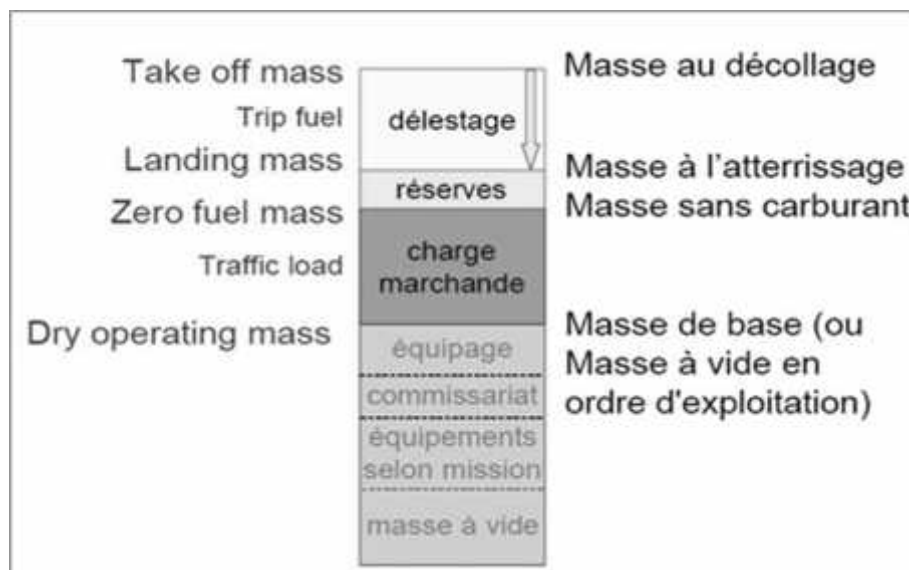 Take off mass
Masse au décollage
Trip fuel
délestage
Landing mass
Masse à l'atterrissage
réserves
Zero fuel mass
Masse sans carburant
Traffic load
charge
marchande
Dry operating mass
Masse de base (ou
Masse à vide en
ordre d'exploitation)
équipage
commissariat
équipements
selon mission
masse à vide